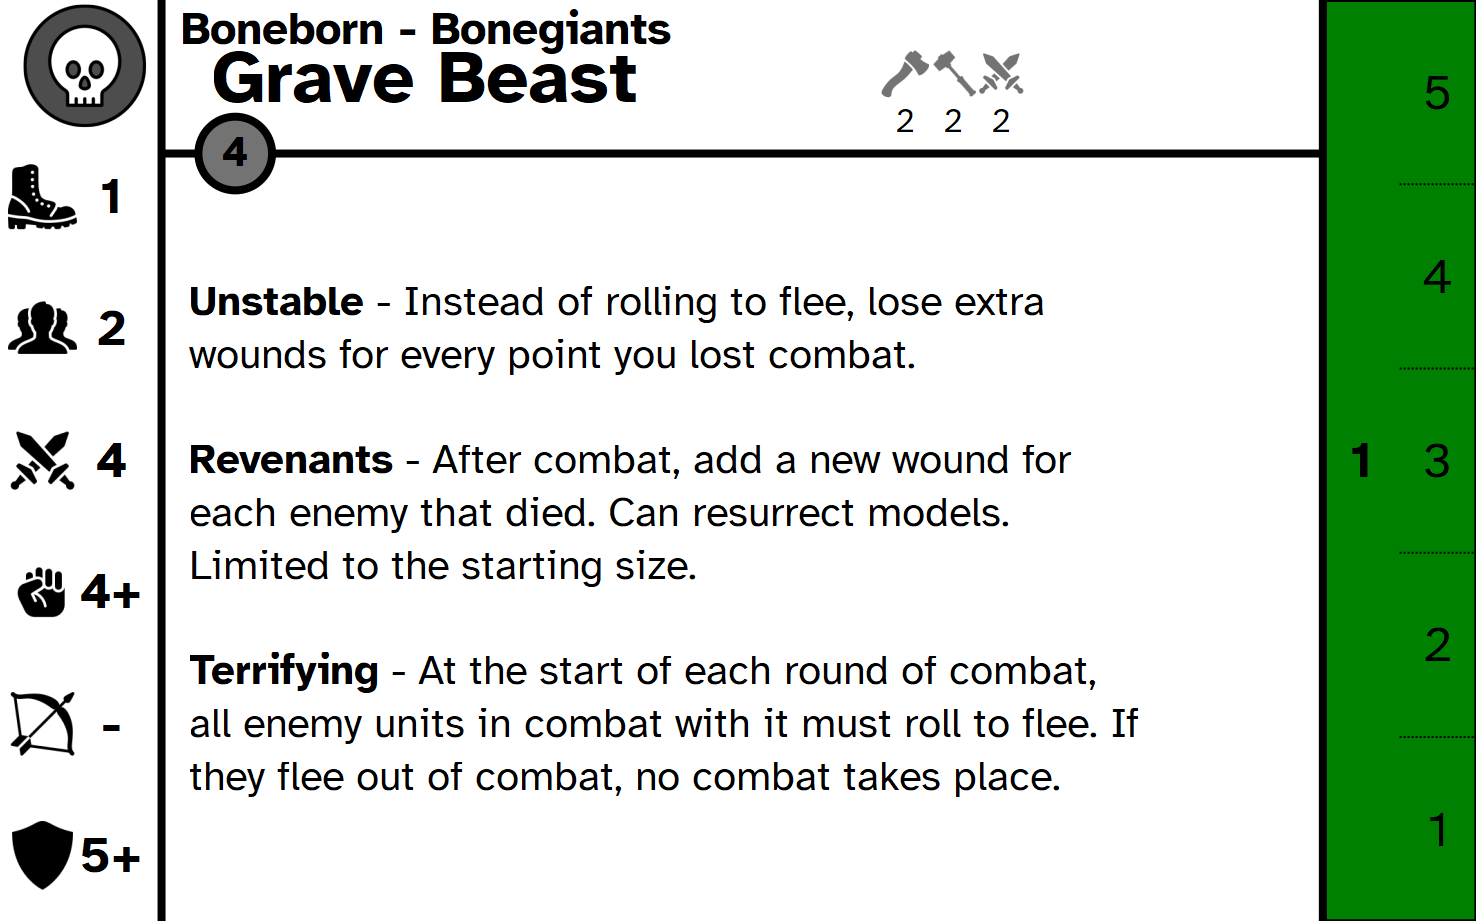 Boneborn - Bonegiants
Grave Beast
2 2 2
4
1
2
4
4+
-
5+
Unstable - Instead of rolling to flee, lose extra
wounds for every point you lost combat.
Revenants - After combat, add a new wound for
each enemy that died. Can resurrect models.
Limited to the starting size.
Terrifying - At the start of each round of combat,
all enemy units in combat with it must roll to flee. If
they flee out of combat, no combat takes place.
5
4
1 3
2
1